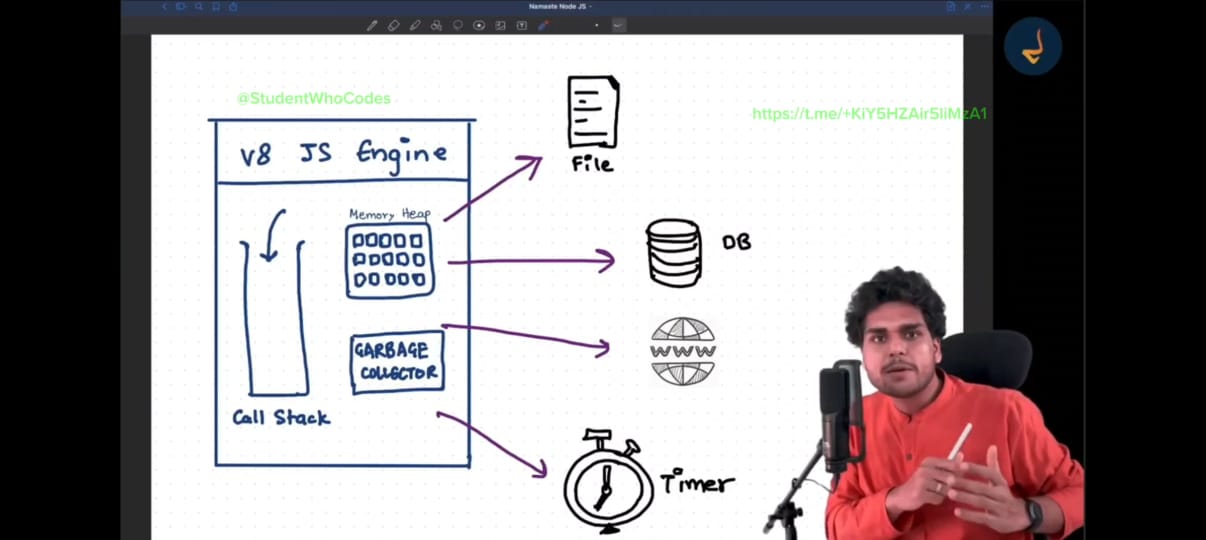 Namaste Node JS
@StudentWhoCodes
https://t.me/+KiY5HZAir5liMzA1
V8 JS Engine
File
Memory Heap
DB
WWW
GARBAGE
COLLECTOR
Call Stack
Timer